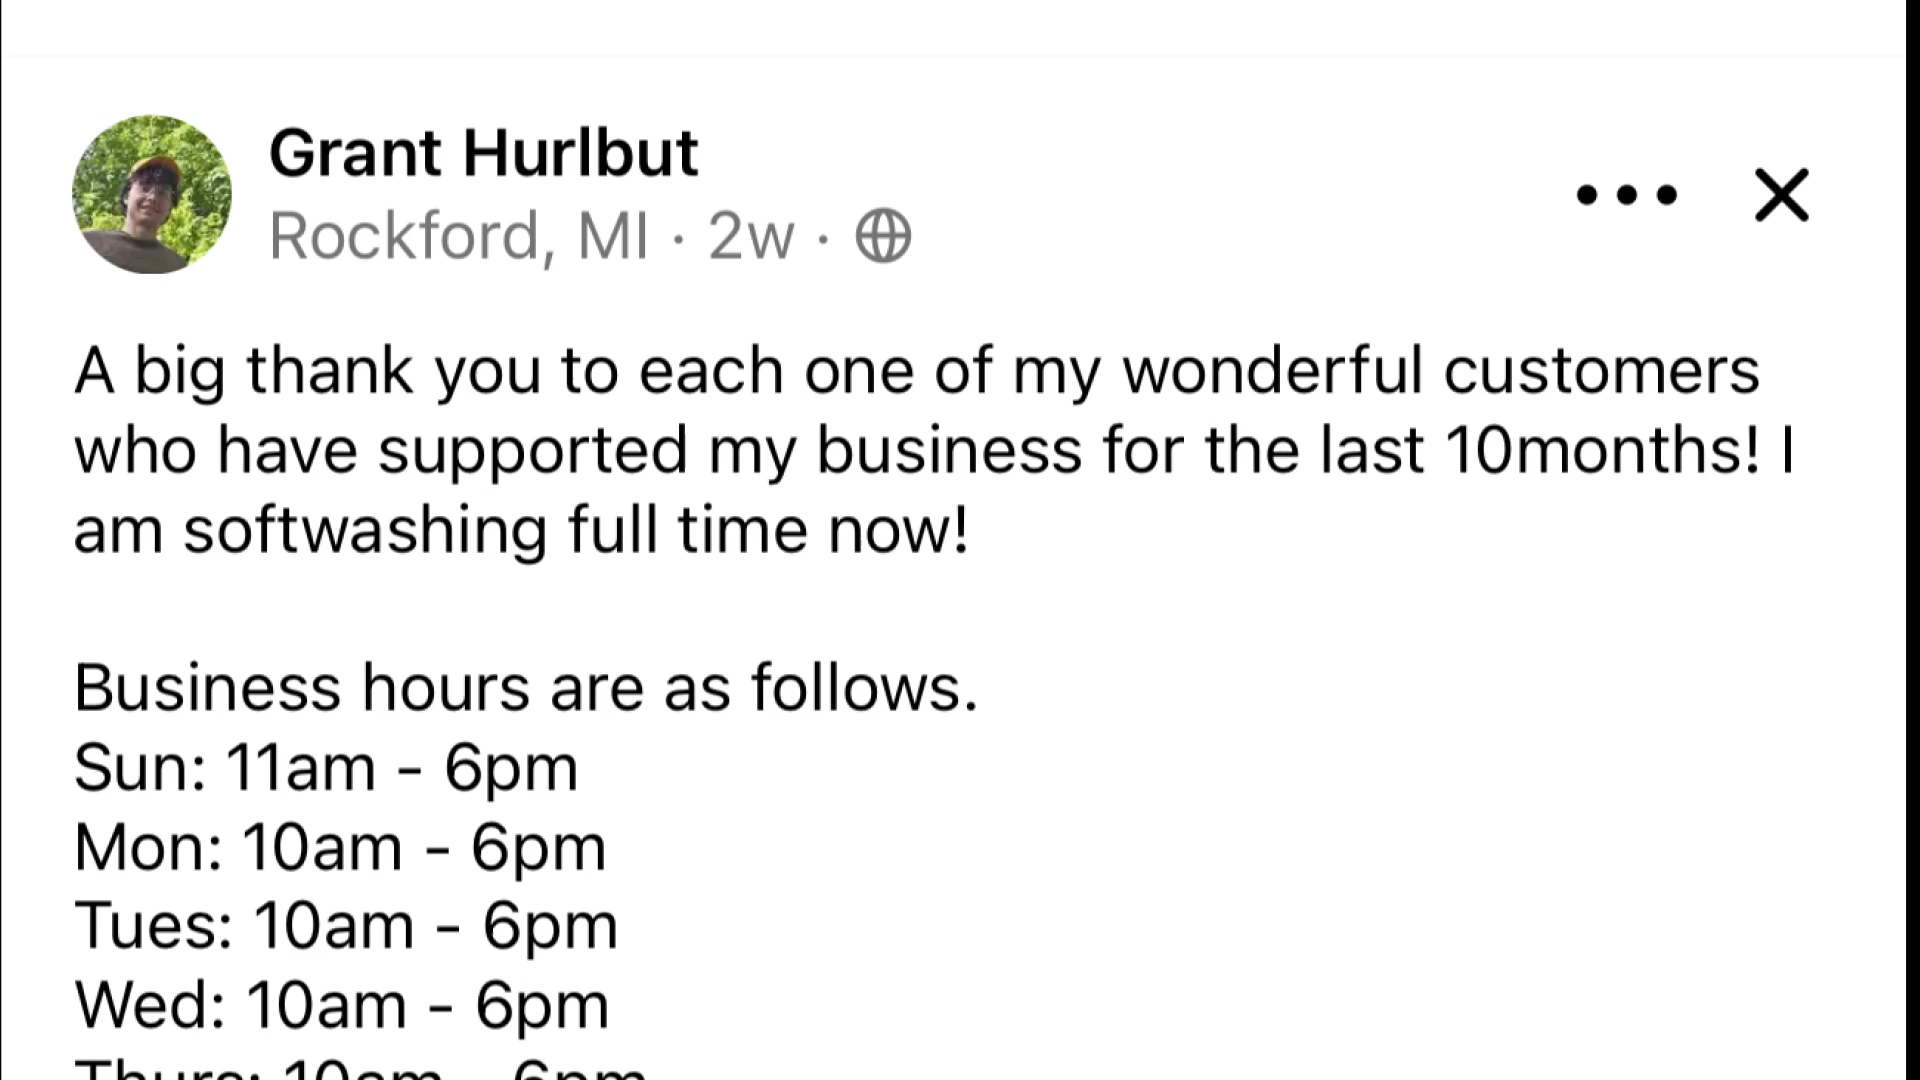 Grant Hurlbut
Rockford, MI · 2w ·
A big thank you to each one of my wonderful customers
who have supported my business for the last 10months! I
am softwashing full time now!
Business hours are as follows.
Sun: 11am - 6pm
Mon: 10am - 6pm
Tues: 10am - 6pm
Wed: 10am - 6pm
Thurs: 10am - 6pm